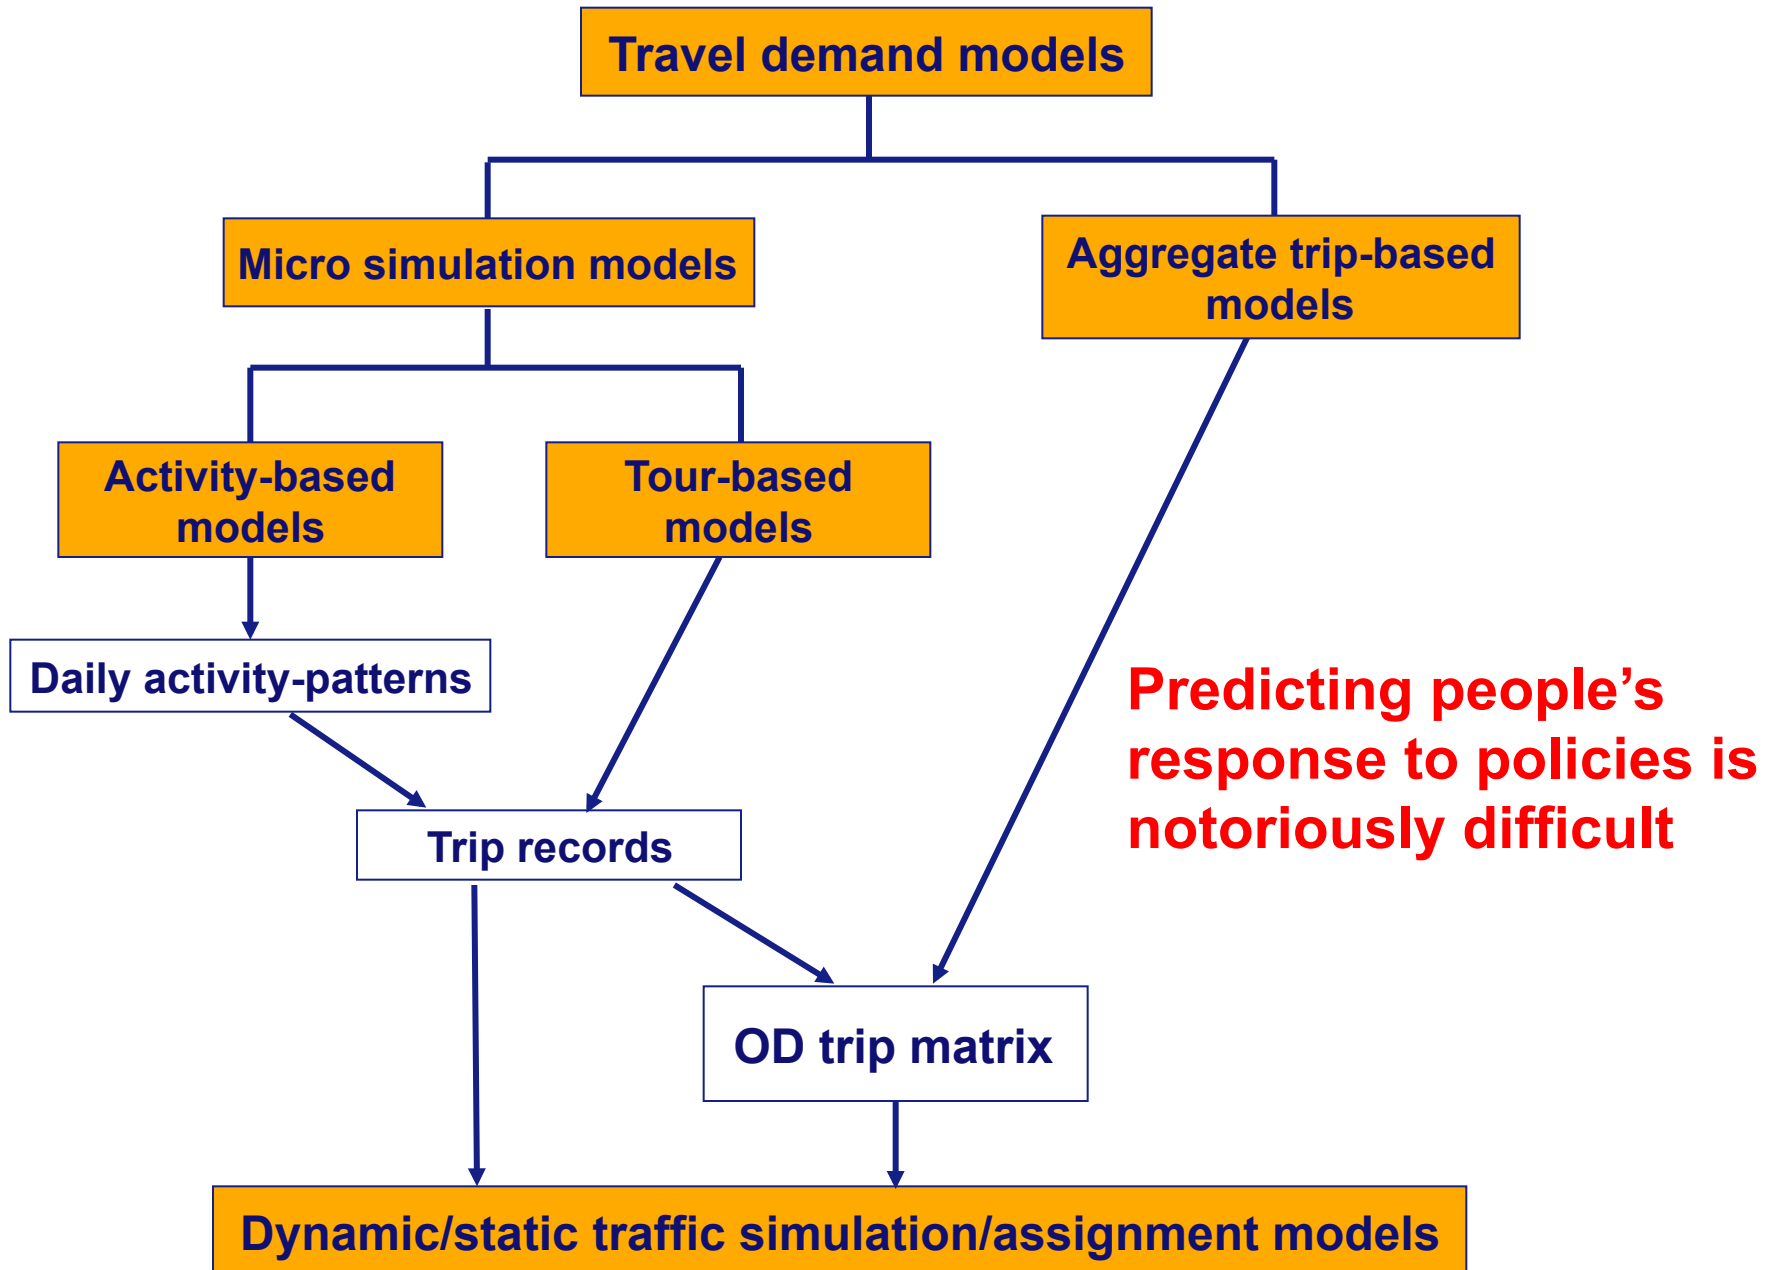 Travel demand models
Micro simulation models
Aggregate trip-based
models
Activity-based
models
Tour-based
models
Daily activity-patterns
Predicting people’s
response to policies is
notoriously difficult
Trip records
OD trip matrix
Dynamic/static traffic simulation/assignment models